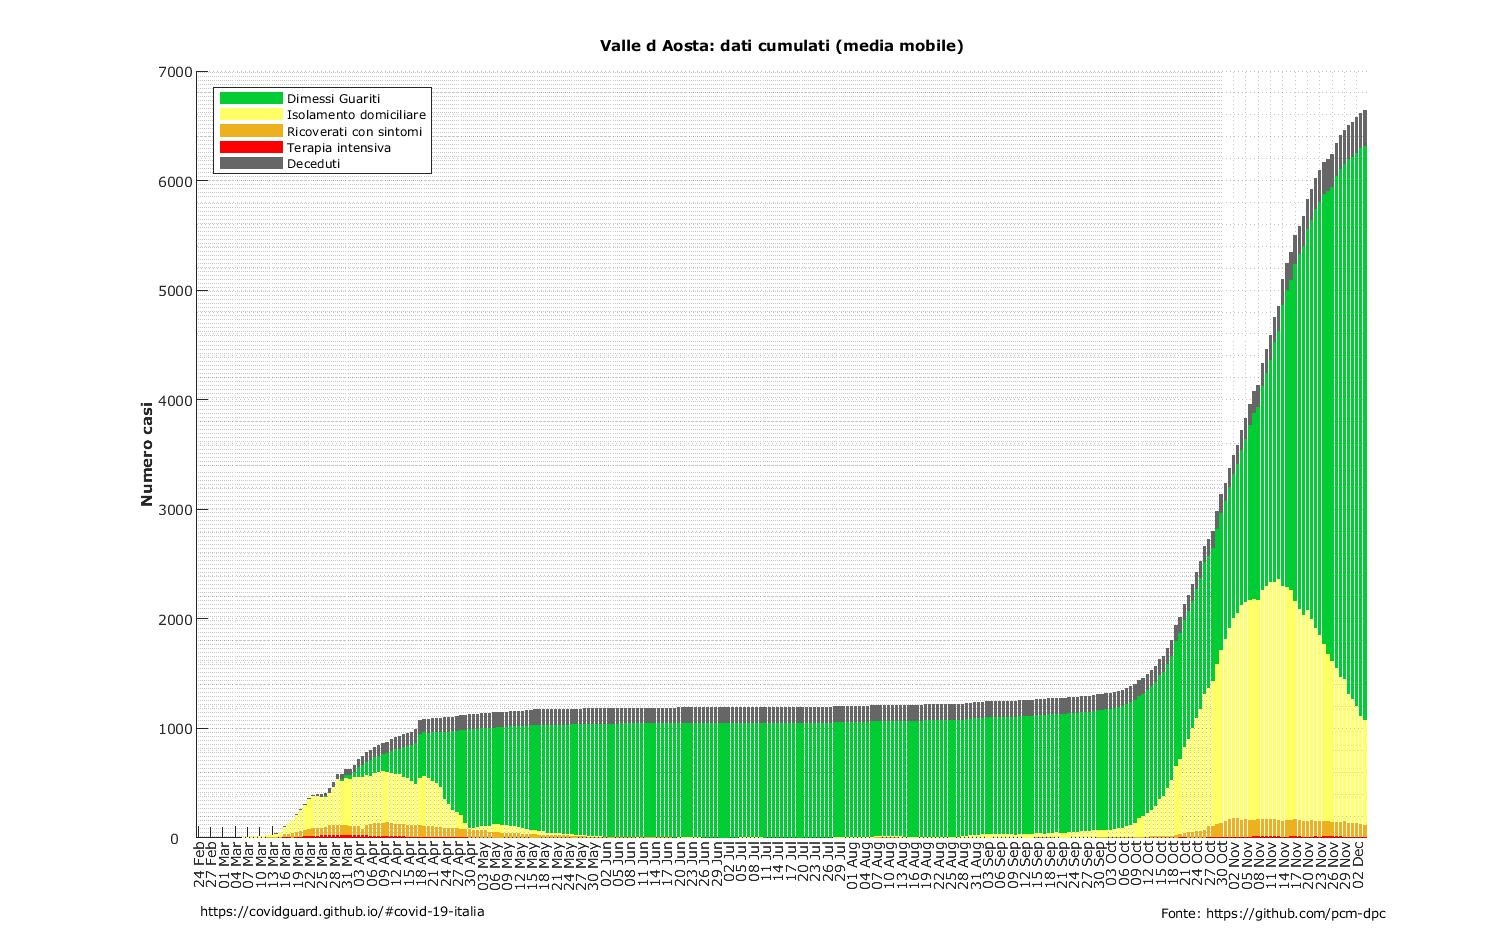 Valle d Aosta: dati cumulati (media mobile)
7000
6000
5000
4000
3000
2000
1000
0
Numero casi
Dimessi Guariti
Isolamento domiciliare
Ricoverati con sintomi
Terapia intensiva
Deceduti
24 Feb
27 Feb
01 Mar
04 Mar
07 Mar
10 Mar
13 Mar
16 Mar
19 Mar
22 Mar
25 Mar
28 Mar
31 Mar
03 Apr
06 Apr
09 Apr
12 Apr
15 Apr
18 Apr
21 Apr
24 Apr
27 Apr
30 Apr
03 May
06 May
09 May
12 May
15 May
18 May
21 May
24 May
27 May
30 May
02 Jun
05 Jun
08 Jun
11 Jun
14 Jun
17 Jun
20 Jun
23 Jun
26 Jun
29 Jun
02 Jul
05 Jul
08 Jul
11 Jul
14 Jul
17 Jul
20 Jul
23 Jul
26 Jul
29 Jul
01 Aug
04 Aug
07 Aug
10 Aug
13 Aug
16 Aug
19 Aug
22 Aug
25 Aug
28 Aug
31 Aug
03 Sep
06 Sep
09 Sep
12 Sep
15 Sep
18 Sep
21 Sep
24 Sep
27 Sep
30 Sep
03 Oct
06 Oct
09 Oct
12 Oct
15 Oct
18 Oct
21 Oct
24 Oct
27 Oct
30 Oct
02 Nov
05 Nov
08 Nov
11 Nov
14 Nov
17 Nov
20 Nov
23 Nov
26 Nov
29 Nov
02 Dec
https://covidguard.github.io/#covid-19-italia
Fonte: https://github.com/pcm-dpc